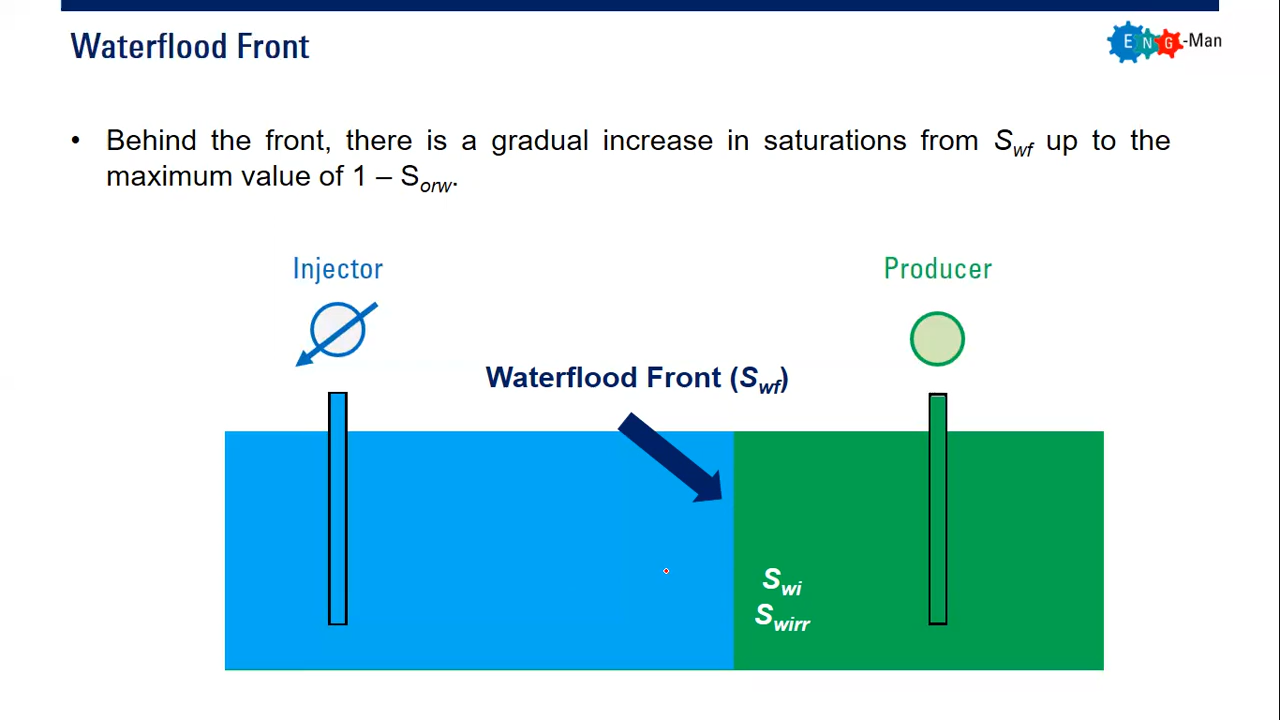 Waterflood Front
E N G -Man
• Behind the front, there is a gradual increase in saturations from Swf up to the
maximum value of 1 – Sorw.
Injector
Producer
Waterflood Front (Swf)
Swi
Swirr